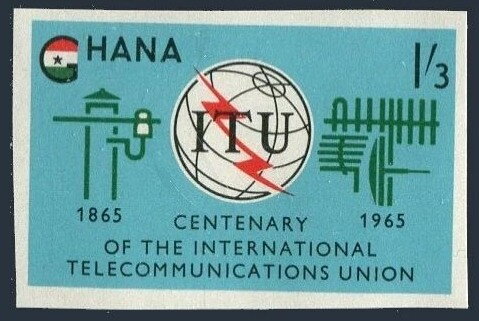 GHANA
1/3
ITU
1865
1965
CENTENARY
OF THE INTERNATIONAL
TELECOMMUNICATIONS UNION